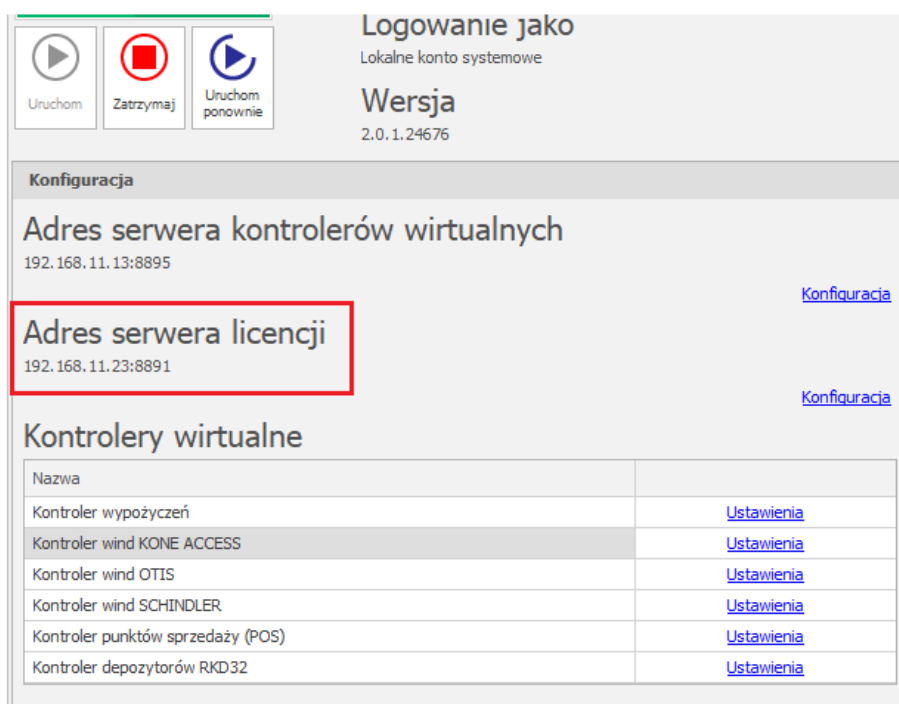 Logowanie jako
Lokalne konto systemowe
Uruchom
Zatrzymaj
Uruchom
ponownie
Wersja
2.0.1.24676
Konfiguracja
Adres serwera kontrolerów wirtualnych
192.168.11.13:8895
Konfiguracja
Adres serwera licencji
192.168.11.23:8891
Konfiguracja
Kontrolery wirtualne
Nazwa
Kontroler wypożyczeń Ustawienia
Kontroler wind KONE ACCESS Ustawienia
Kontroler wind OTIS Ustawienia
Kontroler wind SCHINDLER Ustawienia
Kontroler punktów sprzedaży (POS) Ustawienia
Kontroler depozytorów RKD32 Ustawienia